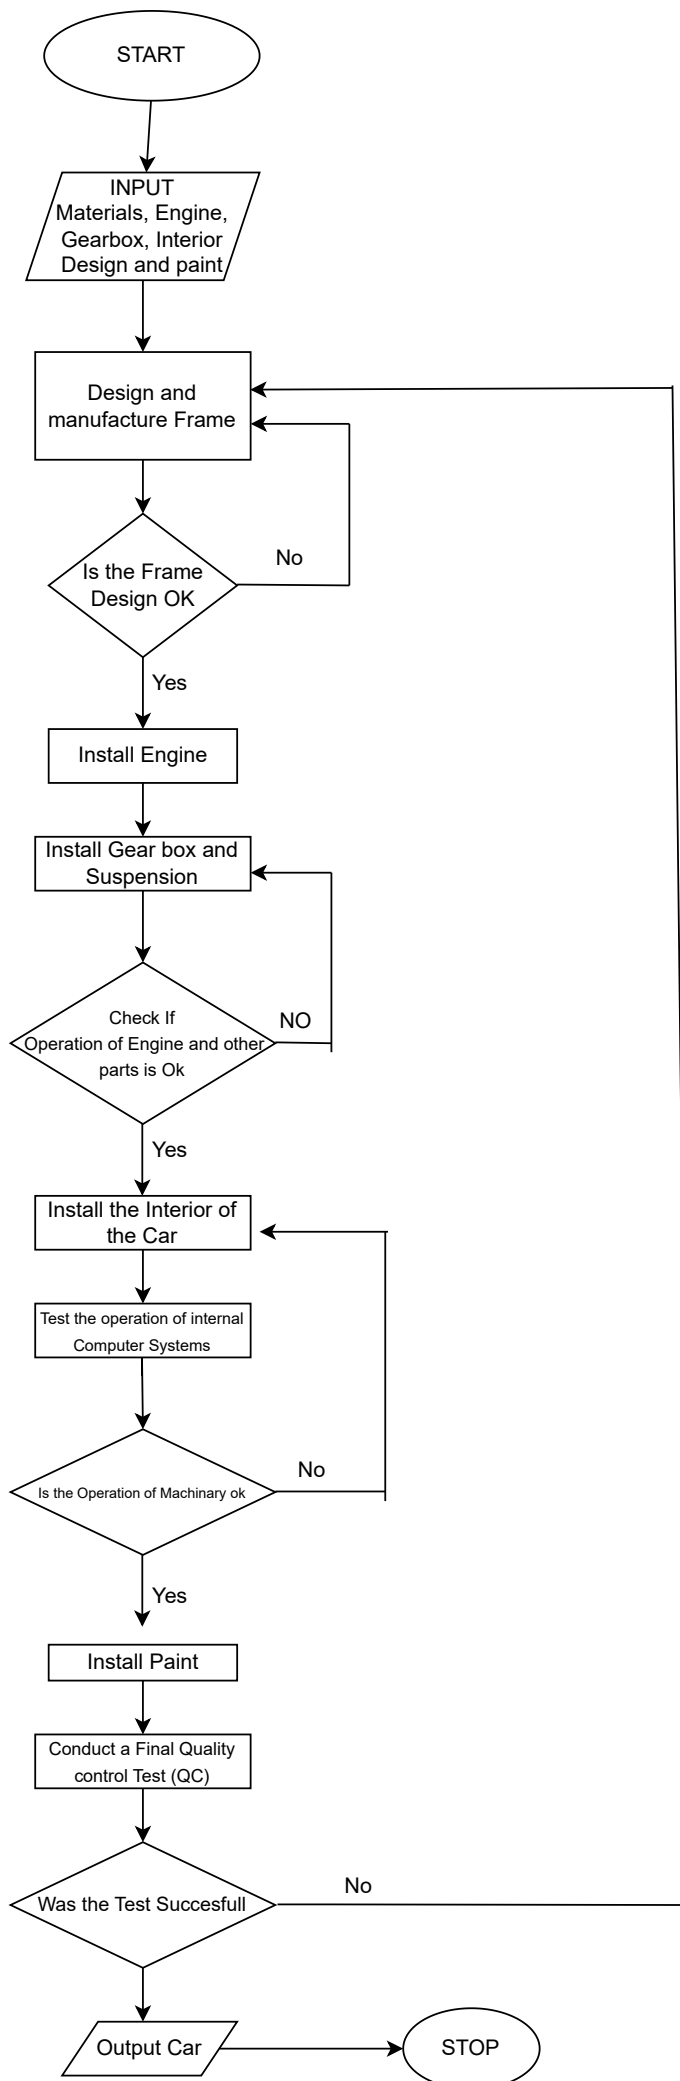 START
INPUT
Materials, Engine,
Gearbox, Interior
Design and paint
Design and
manufacture Frame
Is the Frame
Design OK
No
Yes
Install Engine
Install Gear box and
Suspension
Check If
Operation of Engine and other
parts is Ok
NO
Yes
Install the Interior of
the Car
Test the operation of internal
Computer Systems
Is the Operation of Machinary ok
No
Yes
Install Paint
Conduct a Final Quality
control Test (QC)
Was the Test Succesfull
No
Output Car
STOP